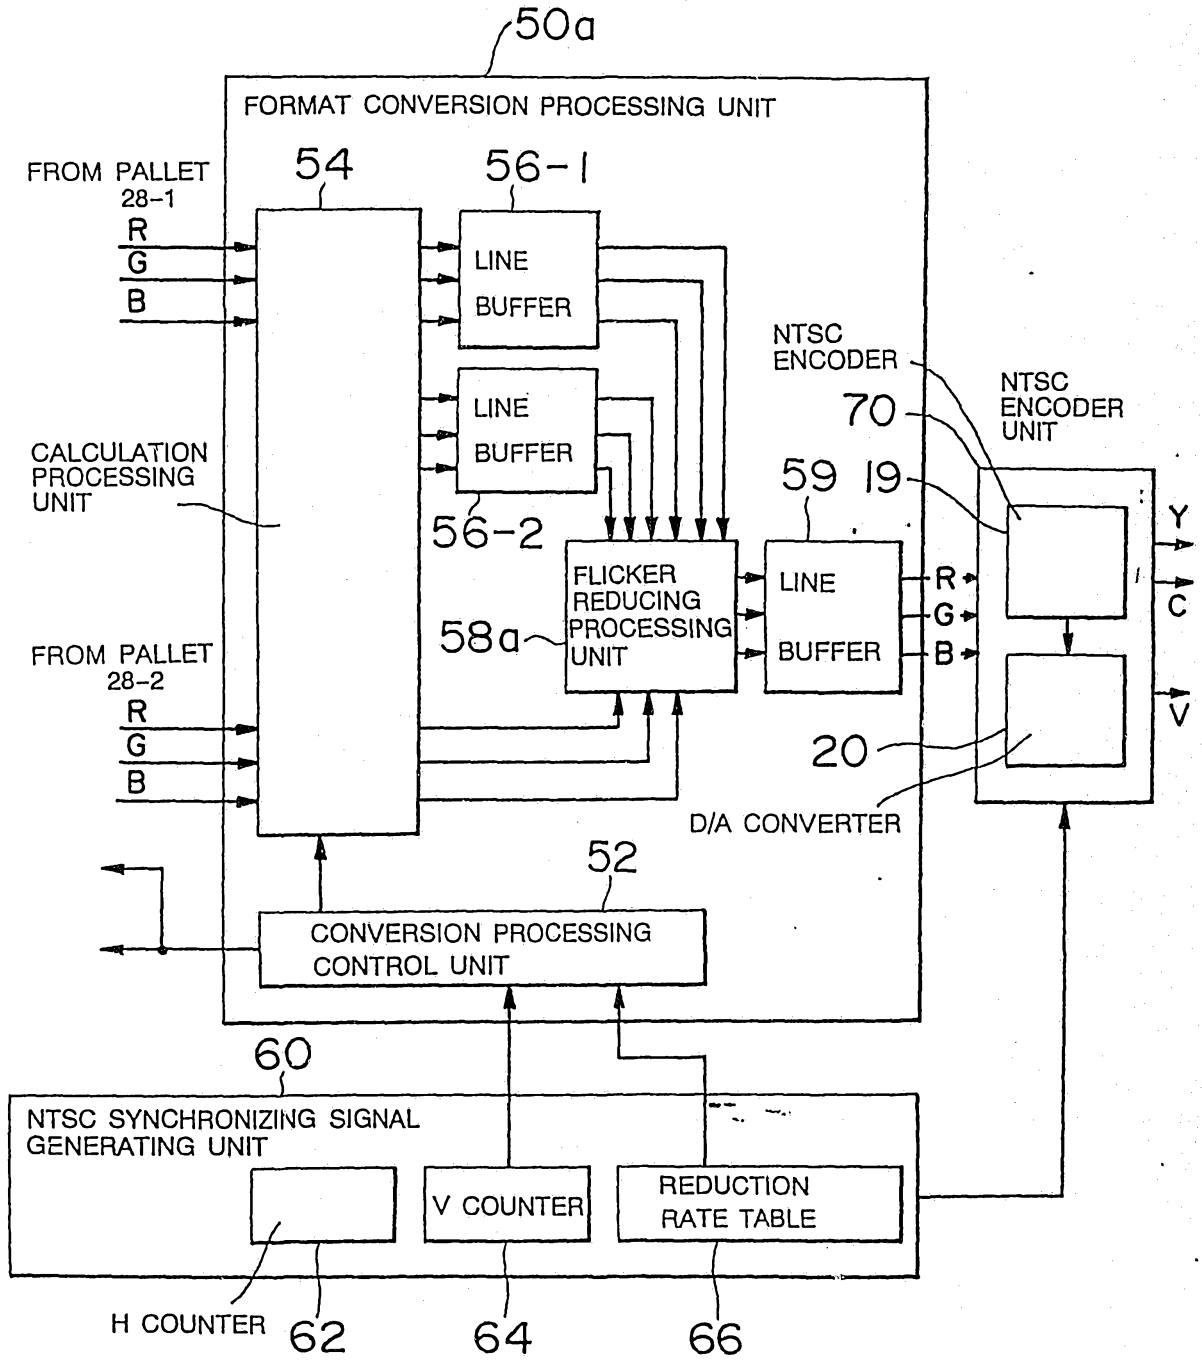 50a
FORMAT CONVERSION PROCESSING UNIT
FROM PALLET
28-1
R
G
B
54
56-1
LINE
BUFFER
LINE
BUFFER
56-2
CALCULATION
PROCESSING
UNIT
NTSC
ENCODER
NTSC
ENCODER
UNIT
70
59
19
Y
C
V
FLICKER
REDUCING
PROCESSING
UNIT
58a
LINE
BUFFER
R
G
B
FROM PALLET
28-2
R
G
B
20
D/A CONVERTER
52
CONVERSION PROCESSING
CONTROL UNIT
60
NTSC SYNCHRONIZING SIGNAL
GENERATING UNIT
V COUNTER
REDUCTION
RATE TABLE
H COUNTER
62
64
66